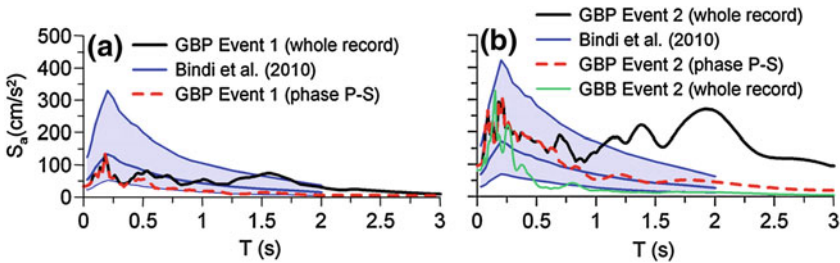 (a)
GBP Event 1 (whole record)
Bindi et al. (2010)
GBP Event 1 (phase P-S)
Sa(cm/s²)
500
400
300
200
100
0
0
0.5
1
1.5
2
2.5
3
T (s)
(b)
GBP Event 2 (whole record)
Bindi et al. (2010)
GBP Event 2 (phase P-S)
GBB Event 2 (whole record)
0
0.5
1
1.5
2
2.5
3
T (s)